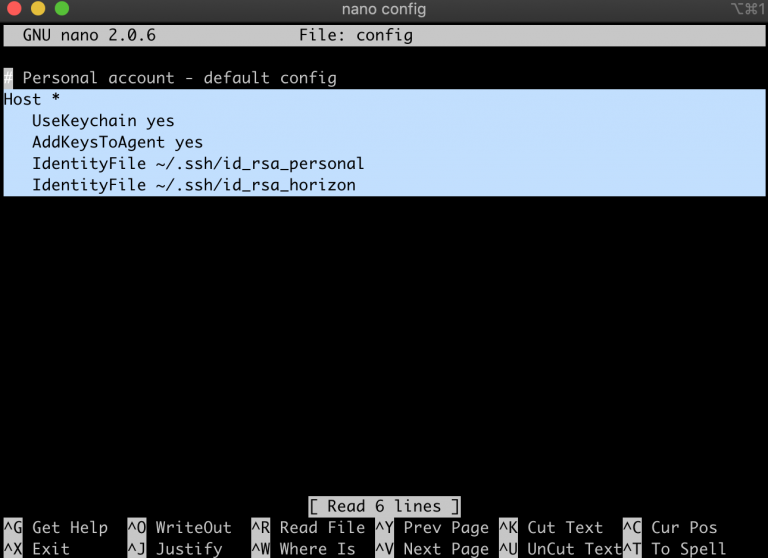 nano config
⌥⌘1
GNU nano 2.0.6 File: config
# Personal account - default config
Host *
UseKeychain yes
AddKeysToAgent yes
IdentityFile ~/.ssh/id_rsa_personal
IdentityFile ~/.ssh/id_rsa_horizon
[ Read 6 lines ]
^G Get Help ^O WriteOut ^R Read File ^Y Prev Page ^K Cut Text ^C Cur Pos
^X Exit ^J Justify ^W Where Is ^V Next Page ^U UnCut Text ^T To Spell